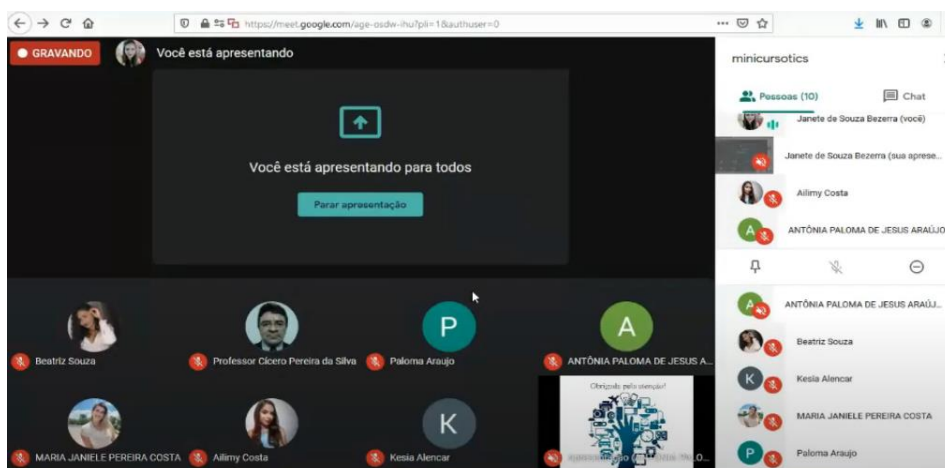 https://meet.google.com/age-osdw-ihu?pli=1&authuser=0
GRAVANDO
Você está apresentando
Você está apresentando para todos
Parar apresentação
Beatriz Souza
Professor Cícero Pereira da Silva
Paloma Araujo
ANTÔNIA PALOMA DE JESUS A...
Obrigada pela atenção!
MARIA JANIELE PEREIRA COSTA
Ailimy Costa
Kesia Alencar
minicursotics
Pessoas (10)
Chat
Janete de Souza Bezerra (você)
Janete de Souza Bezerra (sua aprese...
Ailimy Costa
ANTÔNIA PALOMA DE JESUS ARAÚJO
ANTÔNIA PALOMA DE JESUS ARAÚJ...
Beatriz Souza
Kesia Alencar
MARIA JANIELE PEREIRA COSTA
Paloma Araujo